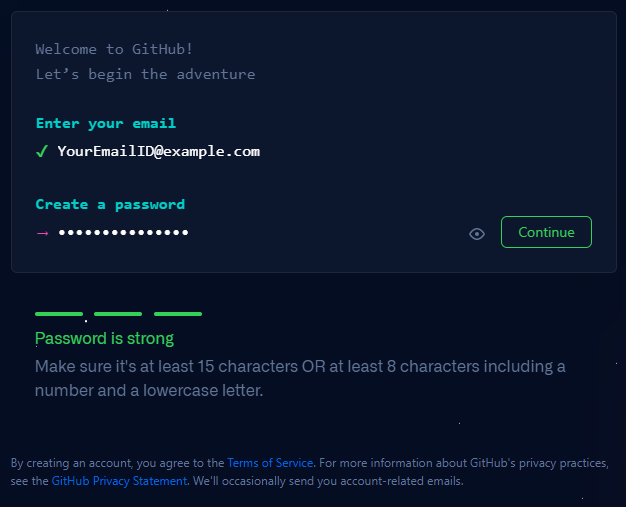 Welcome to GitHub!
Let’s begin the adventure
Enter your email
✓ YourEmailID@example.com
Create a password
→ •••••••••••••••
Continue
Password is strong
Make sure it's at least 15 characters OR at least 8 characters including a
number and a lowercase letter.
By creating an account, you agree to the Terms of Service. For more information about GitHub's privacy practices,
see the GitHub Privacy Statement. We'll occasionally send you account-related emails.